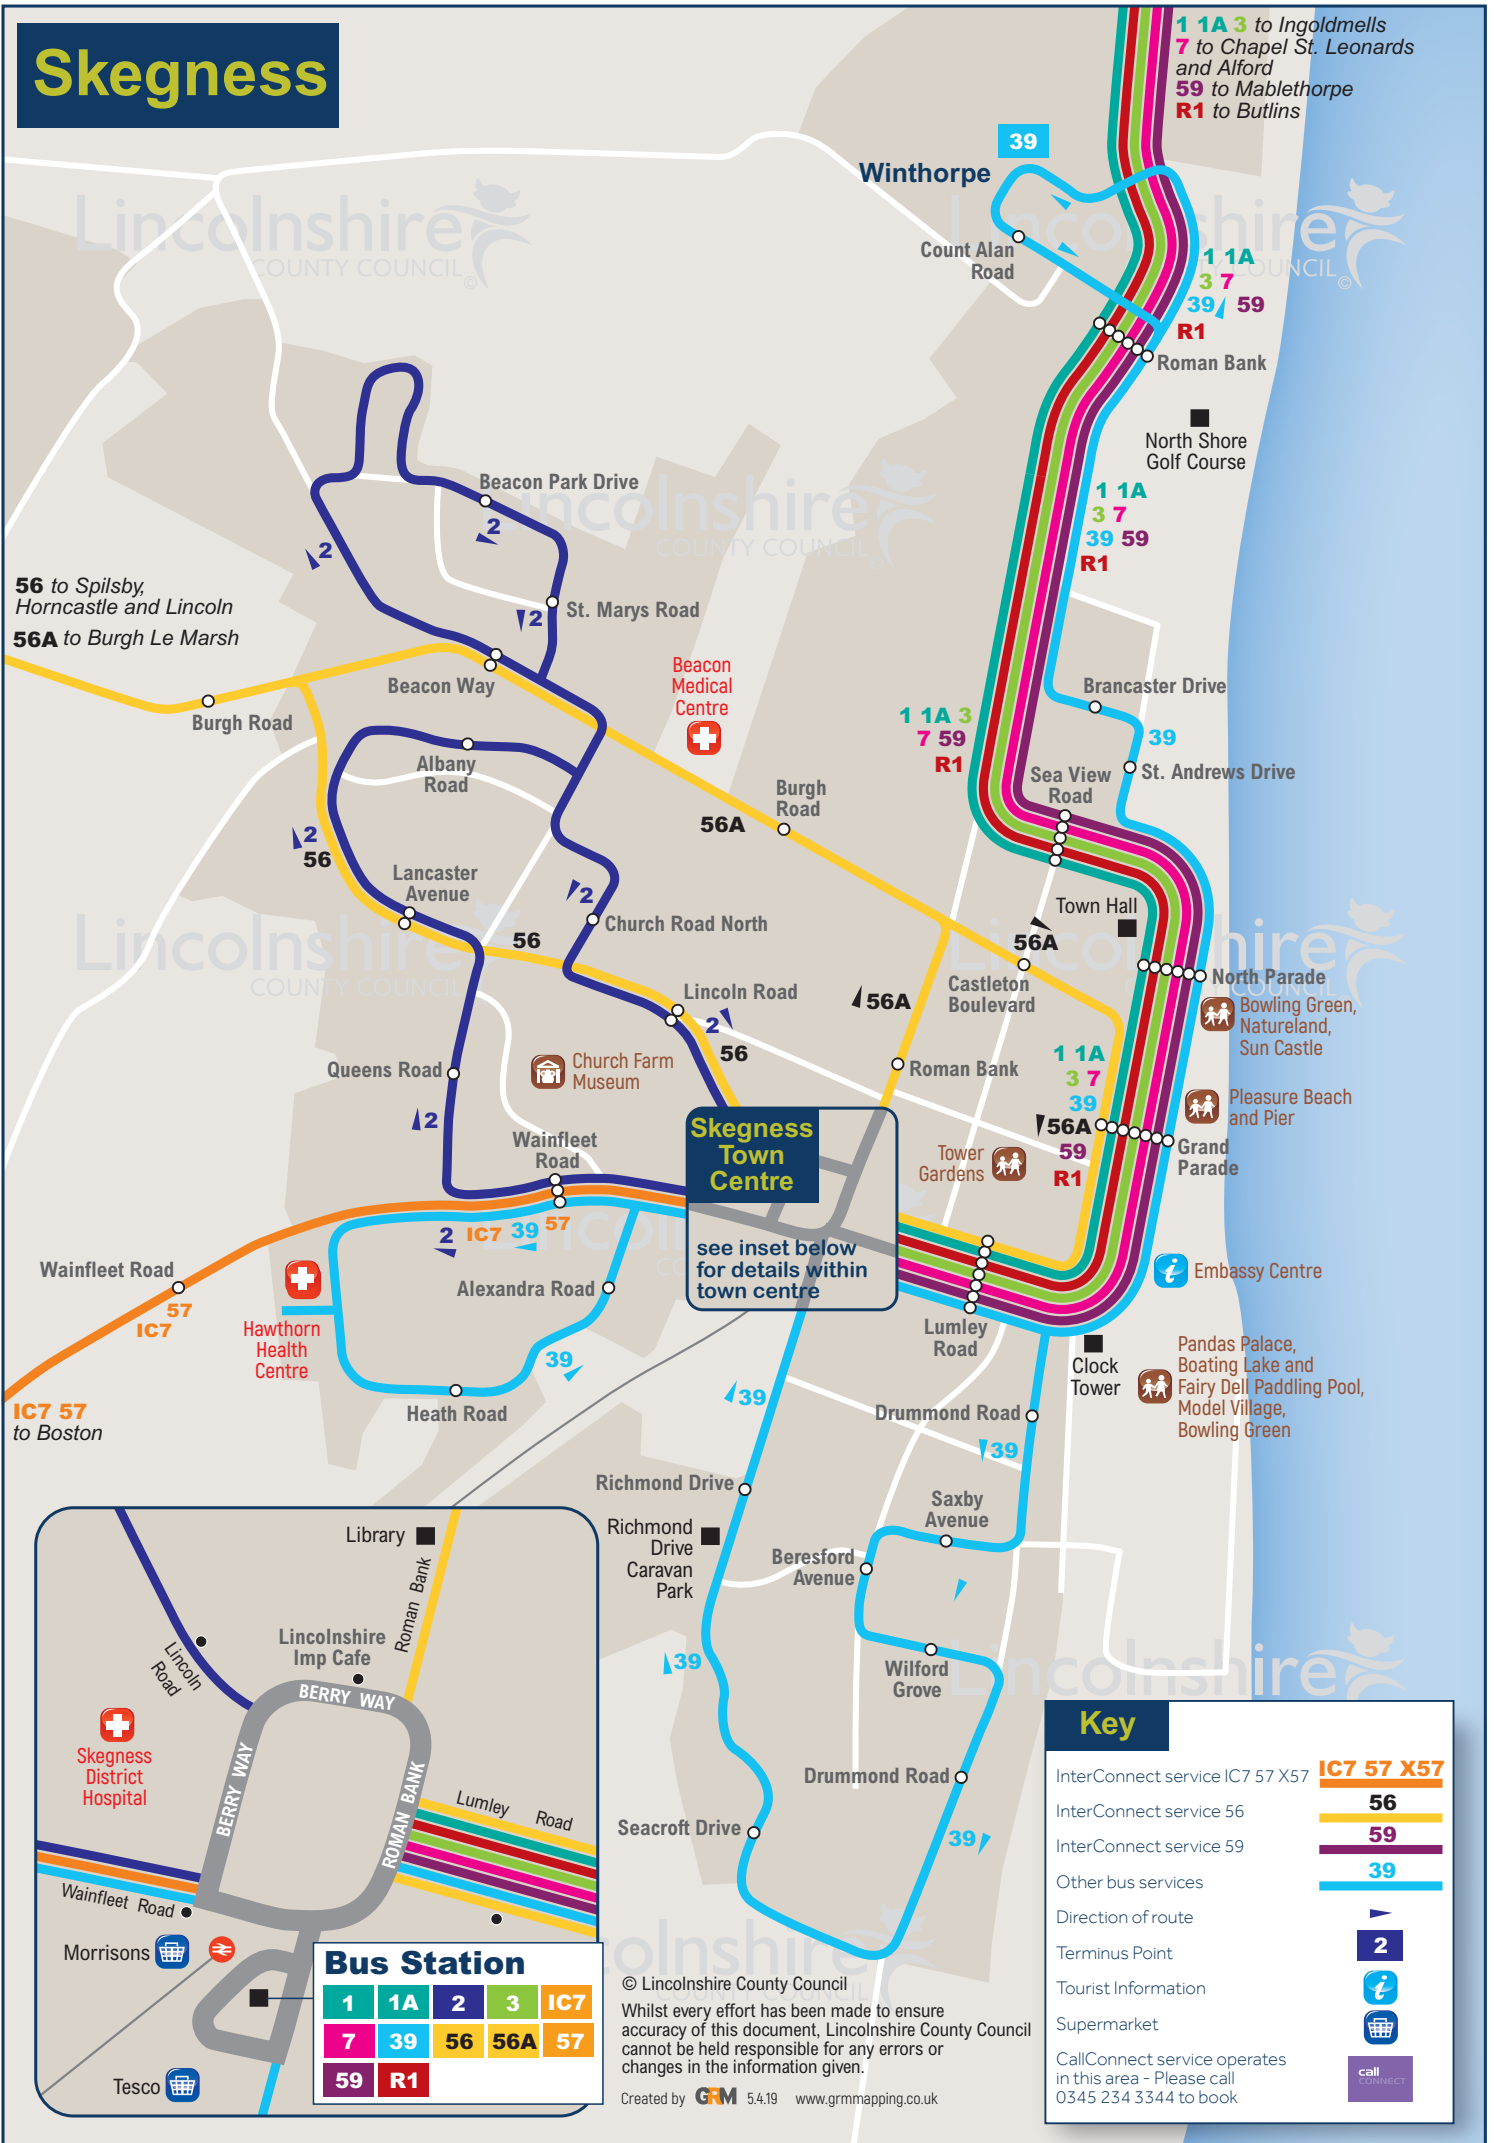 Skegness
1 1A 3 to Ingoldmells
7 to Chapel St. Leonards
and Alford
59 to Mablethorpe
R1 to Butlins
39
Winthorpe
Lincolnshire
COUNTY COUNCIL ©
Count Alan
Road
1 1A
3 7
39 59
R1
Roman Bank
North Shore
Golf Course
Beacon Park Drive
Lincolnshire
COUNTY COUNCIL
1 1A
3 7
39 59
R1
2
2
56 to Spilsby,
Horncastle and Lincoln
56A to Burgh Le Marsh
2
St. Marys Road
Beacon
Medical
Centre
Beacon Way
Burgh Road
Brancaster Drive
1 1A 3
7 59
R1
39
Albany
Road
Sea View
Road
St. Andrews Drive
Burgh
Road
56A
2
56
Lancaster
Avenue
2
Church Road North
Town Hall
56
56A
Lincolnshire
COUNTY COUNCIL
North Parade
Castleton
Boulevard
Lincoln Road
56A
Bowling Green,
Natureland,
Sun Castle
2
56
Queens Road
Church Farm
Museum
Roman Bank
1 1A
3 7
39
56A
59
R1
Pleasure Beach
and Pier
2
Skegness
Town
Centre
Wainfleet
Road
Tower
Gardens
Grand
Parade
2 IC7 39 57
see inset below
for details within
town centre
Wainfleet Road
57
IC7
Alexandra Road
Embassy Centre
Hawthorn
Health
Centre
Lumley
Road
Clock
Tower
Pandas Palace,
Boating Lake and
Fairy Dell Paddling Pool,
Model Village,
Bowling Green
39
39
IC7 57
to Boston
Heath Road
Drummond Road
39
Richmond Drive
Saxby
Avenue
Richmond
Drive
Caravan
Park
Beresford
Avenue
39
Wilford
Grove
Drummond Road
Seacroft Drive
39
Library
Roman Bank
Lincolnshire
Imp Cafe
Lincoln
Road
BERRY WAY
Skegness
District
Hospital
BERRY WAY
ROMAN BANK
Lumley Road
Wainfleet Road
Morrisons
Tesco
Bus Station
1 1A 2 3 IC7
7 39 56 56A 57
59 R1
© Lincolnshire County Council
Whilst every effort has been made to ensure
accuracy of this document, Lincolnshire County Council
cannot be held responsible for any errors or
changes in the information given.
Created by GRM 5.4.19 www.grmmapping.co.uk
Key
InterConnect service IC7 57 X57 IC7 57 X57
InterConnect service 56 56
InterConnect service 59 59
Other bus services 39
Direction of route
Terminus Point 2
Tourist Information
Supermarket
CallConnect service operates
in this area - Please call
0345 234 3344 to book
call
CONNECT